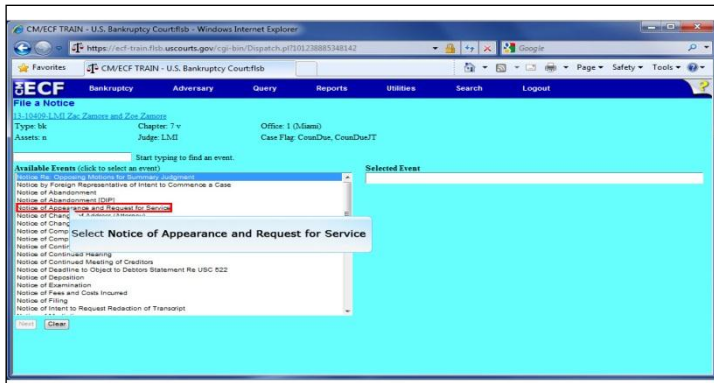 CM/ECF TRAIN - U.S. Bankruptcy Court:flsb - Windows Internet Explorer
https://ecf-train.flsb.uscourts.gov/cgi-bin/Dispatch.pl?101238885348142
Google
Favorites
CM/ECF TRAIN - U.S. Bankruptcy Court:flsb
Page
Safety
Tools
ECF
Bankruptcy
Adversary
Query
Reports
Utilities
Search
Logout
?
File a Notice
13-10409-LMI Zac Zamore and Zoe Zamore
Type: bk
Chapter: 7 v
Office: 1 (Miami)
Assets: n
Judge: LMI
Case Flag: CounDue, CounDueJT
Start typing to find an event.
Available Events (click to select an event)
Selected Event
Notice Re: Opposing Motions for Summary Judgment
Notice by Foreign Representative of Intent to Commence a Case
Notice of Abandonment
Notice of Abandonment (DIP)
Notice of Appearance and Request for Service
Notice of Chang of Address (Attorney)
Notice of Chang
Notice of Comp
Notice of Comp
Notice of Contin
Select Notice of Appearance and Request for Service
Notice of Continued Hearing
Notice of Continued Meeting of Creditors
Notice of Deadline to Object to Debtors Statement Re USC 522
Notice of Deposition
Notice of Examination
Notice of Fees and Costs Incurred
Notice of Filing
Notice of Intent to Request Redaction of Transcript
Next
Clear